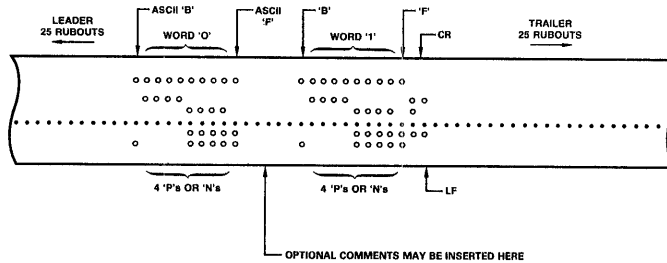 LEADER
25 RUBOUTS
ASCII 'B'
WORD 'O'
ASCII
'F'
'B'
WORD '1'
'F'
CR
TRAILER
25 RUBOUTS
4 'P's OR 'N's
4 'P's OR 'N's
LF
OPTIONAL COMMENTS MAY BE INSERTED HERE